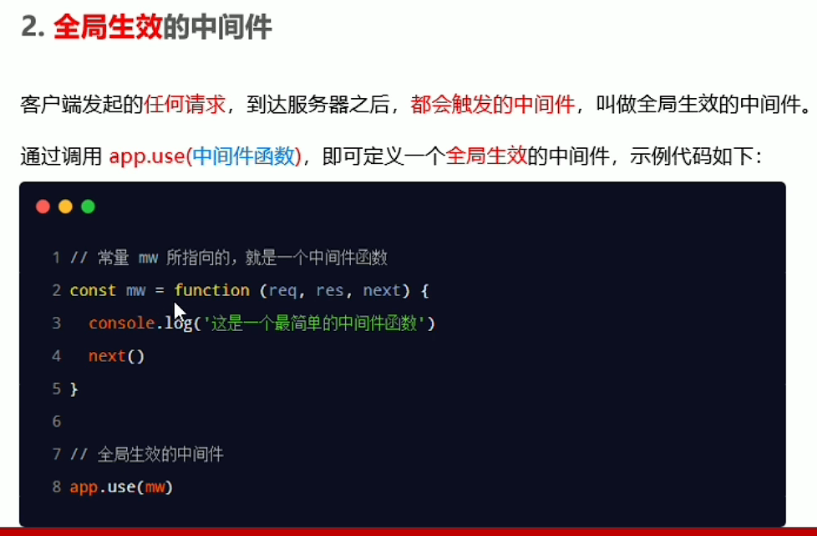 2. 全局生效的中间件
客户端发起的任何请求，到达服务器之后，都会触发的中间件，叫做全局生效的中间件。
通过调用 app.use(中间件函数)，即可定义一个全局生效的中间件，示例代码如下：
1 // 常量 mw 所指向的，就是一个中间件函数
2 const mw = function (req, res, next) {
3   console.log('这是一个最简单的中间件函数')
4   next()
5 }
6
7 // 全局生效的中间件
8 app.use(mw)